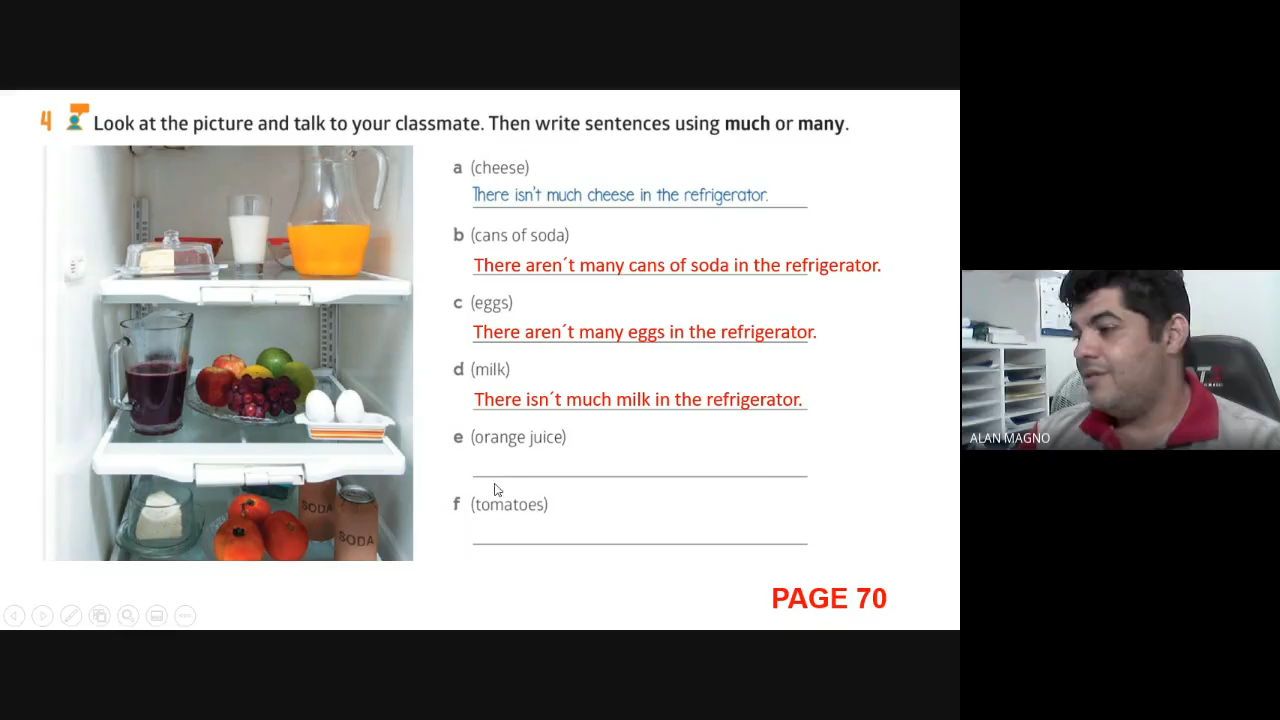 4 Look at the picture and talk to your classmate. Then write sentences using much or many.
a (cheese)
There isn't much cheese in the refrigerator.
b (cans of soda)
There aren´t many cans of soda in the refrigerator.
c (eggs)
There aren´t many eggs in the refrigerator.
d (milk)
There isn´t much milk in the refrigerator.
e (orange juice)
f (tomatoes)
SODA
SODA
PAGE 70
ALAN MAGNO